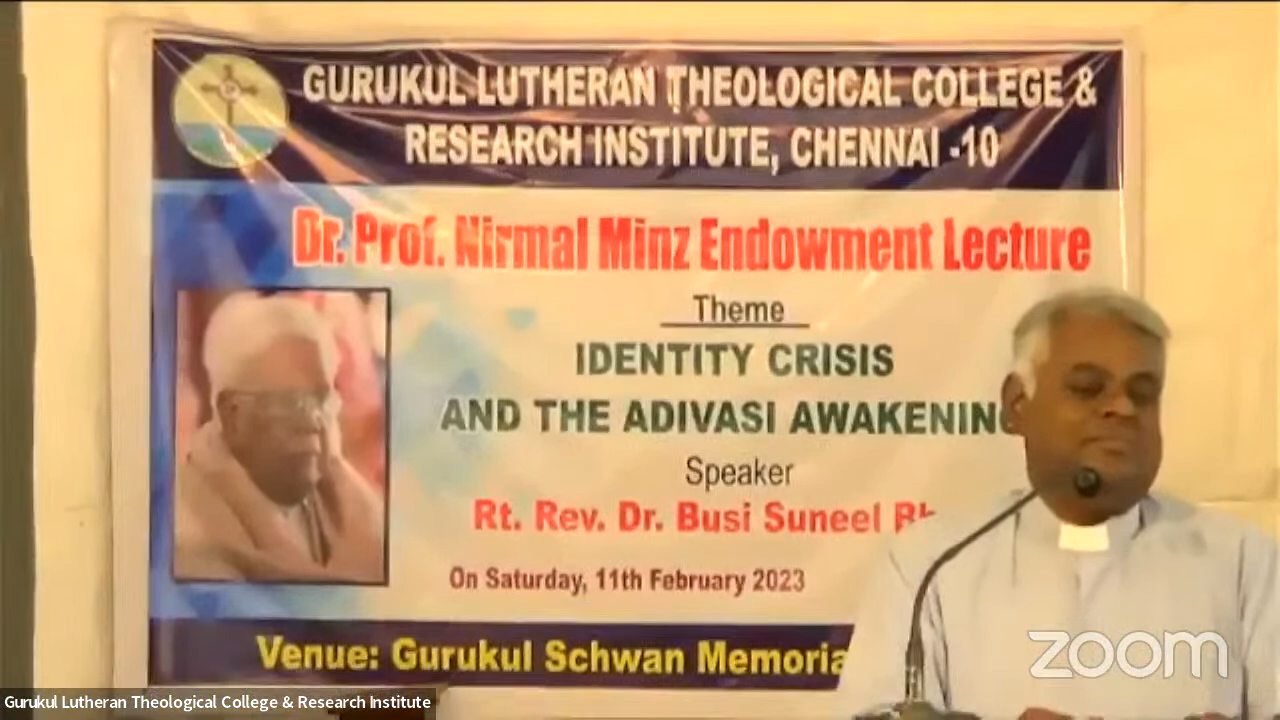 GURUKUL LUTHERAN THEOLOGICAL COLLEGE &
RESEARCH INSTITUTE, CHENNAI -10
Dr. Prof. Nirmal Minz Endowment Lecture
Theme
IDENTITY CRISIS
AND THE ADIVASI AWAKENING
Speaker
Rt. Rev. Dr. Busi Suneel
On Saturday, 11th February 2023
Venue: Gurukul Schwan Memoria
zoom
Gurukul Lutheran Theological College & Research Institute